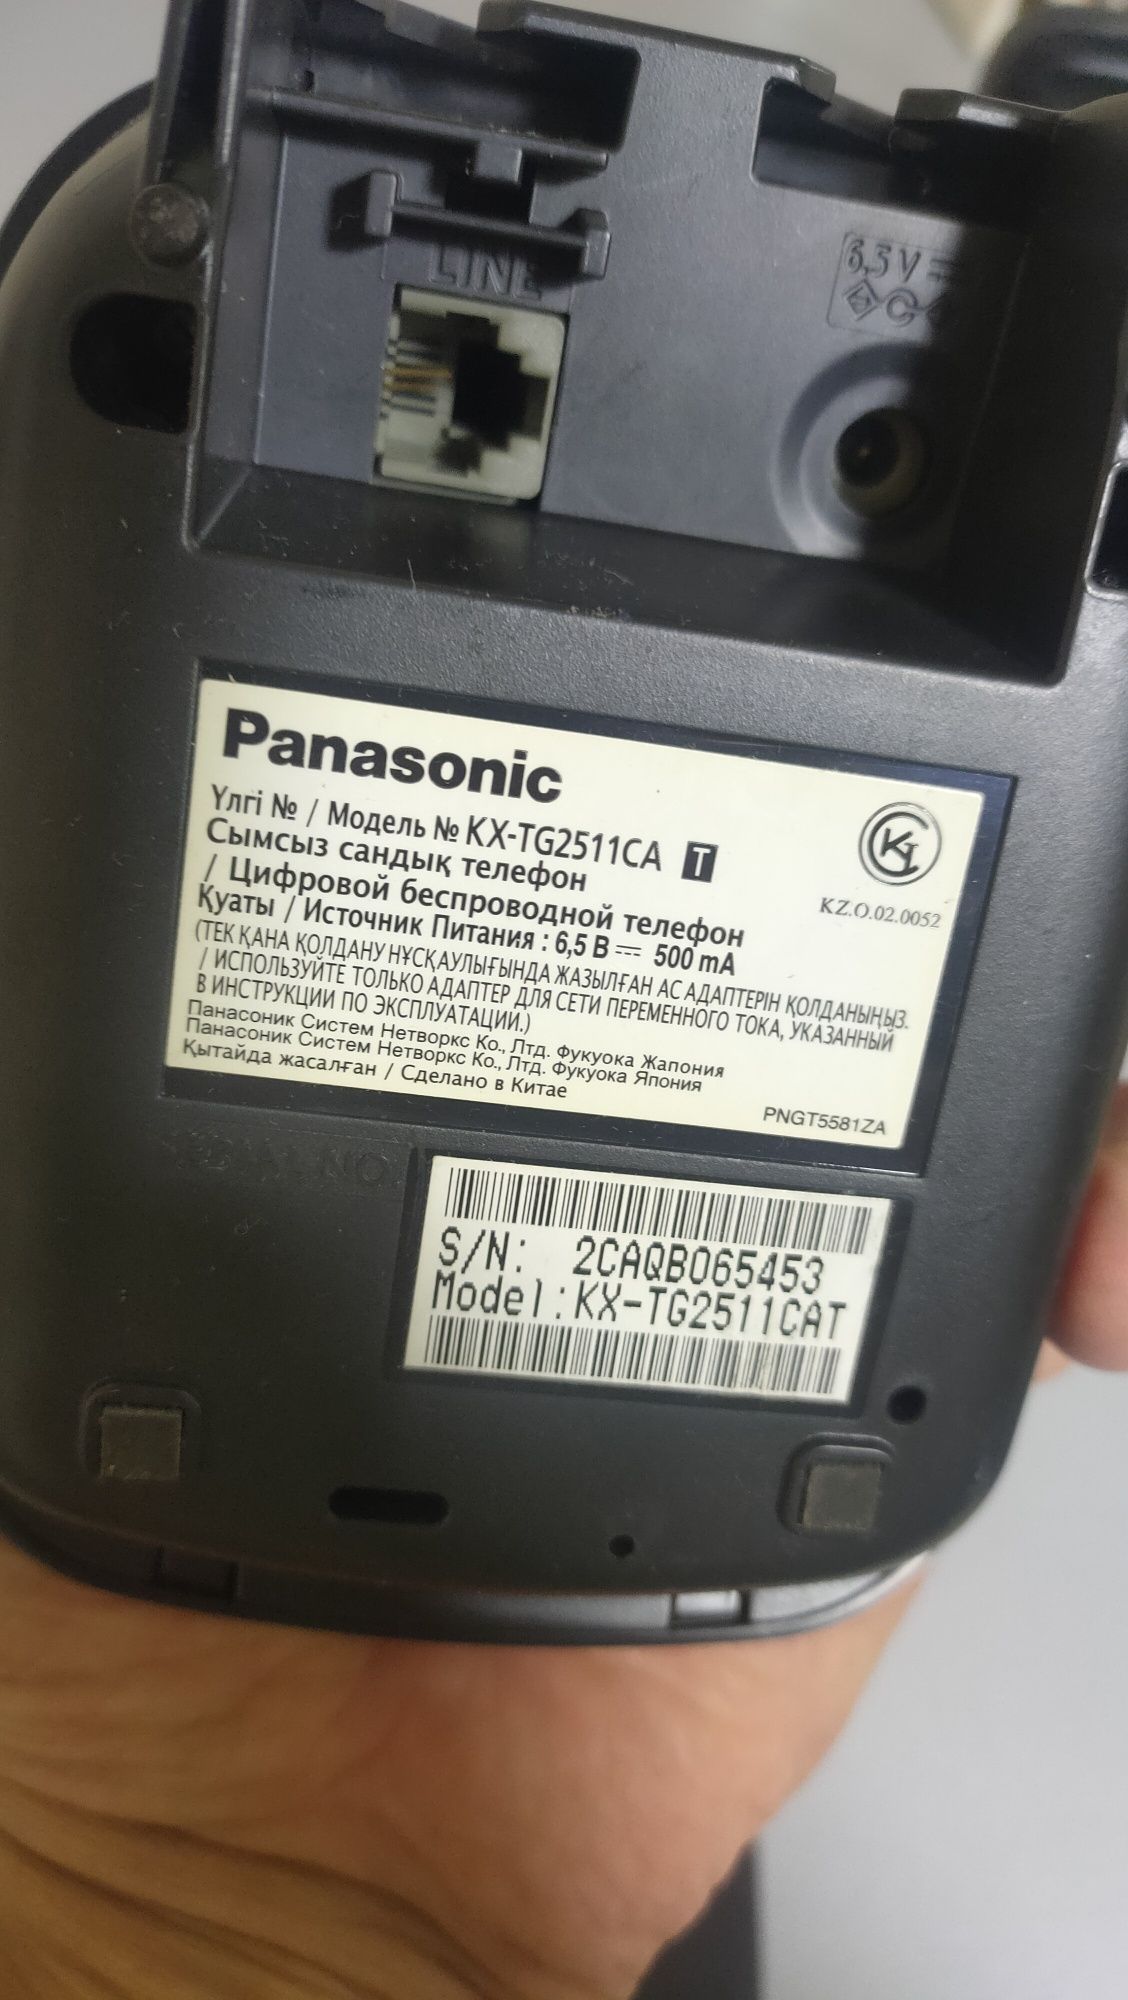 LINE
6,5 V
Panasonic
Үлгі № / Модель № KX-TG2511CA T
Сымсыз сандық телефон
/ Цифровой беспроводной телефон
Қуаты / Источник Питания : 6,5 В 500 mA
(ТЕК ҚАНА ҚОЛДАНУ НҰСҚАУЛЫҒЫНДА ЖАЗЫЛҒАН АС АДАПТЕРІН ҚОЛДАНЫҢЫЗ.
/ ИСПОЛЬЗУЙТЕ ТОЛЬКО АДАПТЕР ДЛЯ СЕТИ ПЕРЕМЕННОГО ТОКА, УКАЗАННЫЙ
В ИНСТРУКЦИИ ПО ЭКСПЛУАТАЦИИ.)
Панасоник Систем Нетворкс Ко., Лтд. Фукуока Жапония
Панасоник Систем Нетворкс Ко., Лтд. Фукуока Япония
Қытайда жасалған / Сделано в Китае
KZ.O.02.0052
PNGT5581ZA
S/N: 2CAQB065453
Model:KX-TG2511CAT